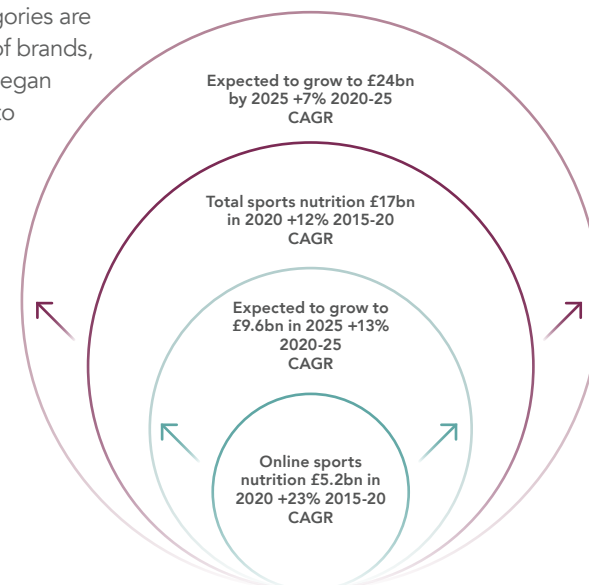 gories are
of brands,
egan
to
Expected to grow to £24bn
by 2025 +7% 2020-25
CAGR
Total sports nutrition £17bn
in 2020 +12% 2015-20
CAGR
Expected to grow to
£9.6bn in 2025 +13%
2020-25
CAGR
Online sports
nutrition £5.2bn in
2020 +23% 2015-20
CAGR